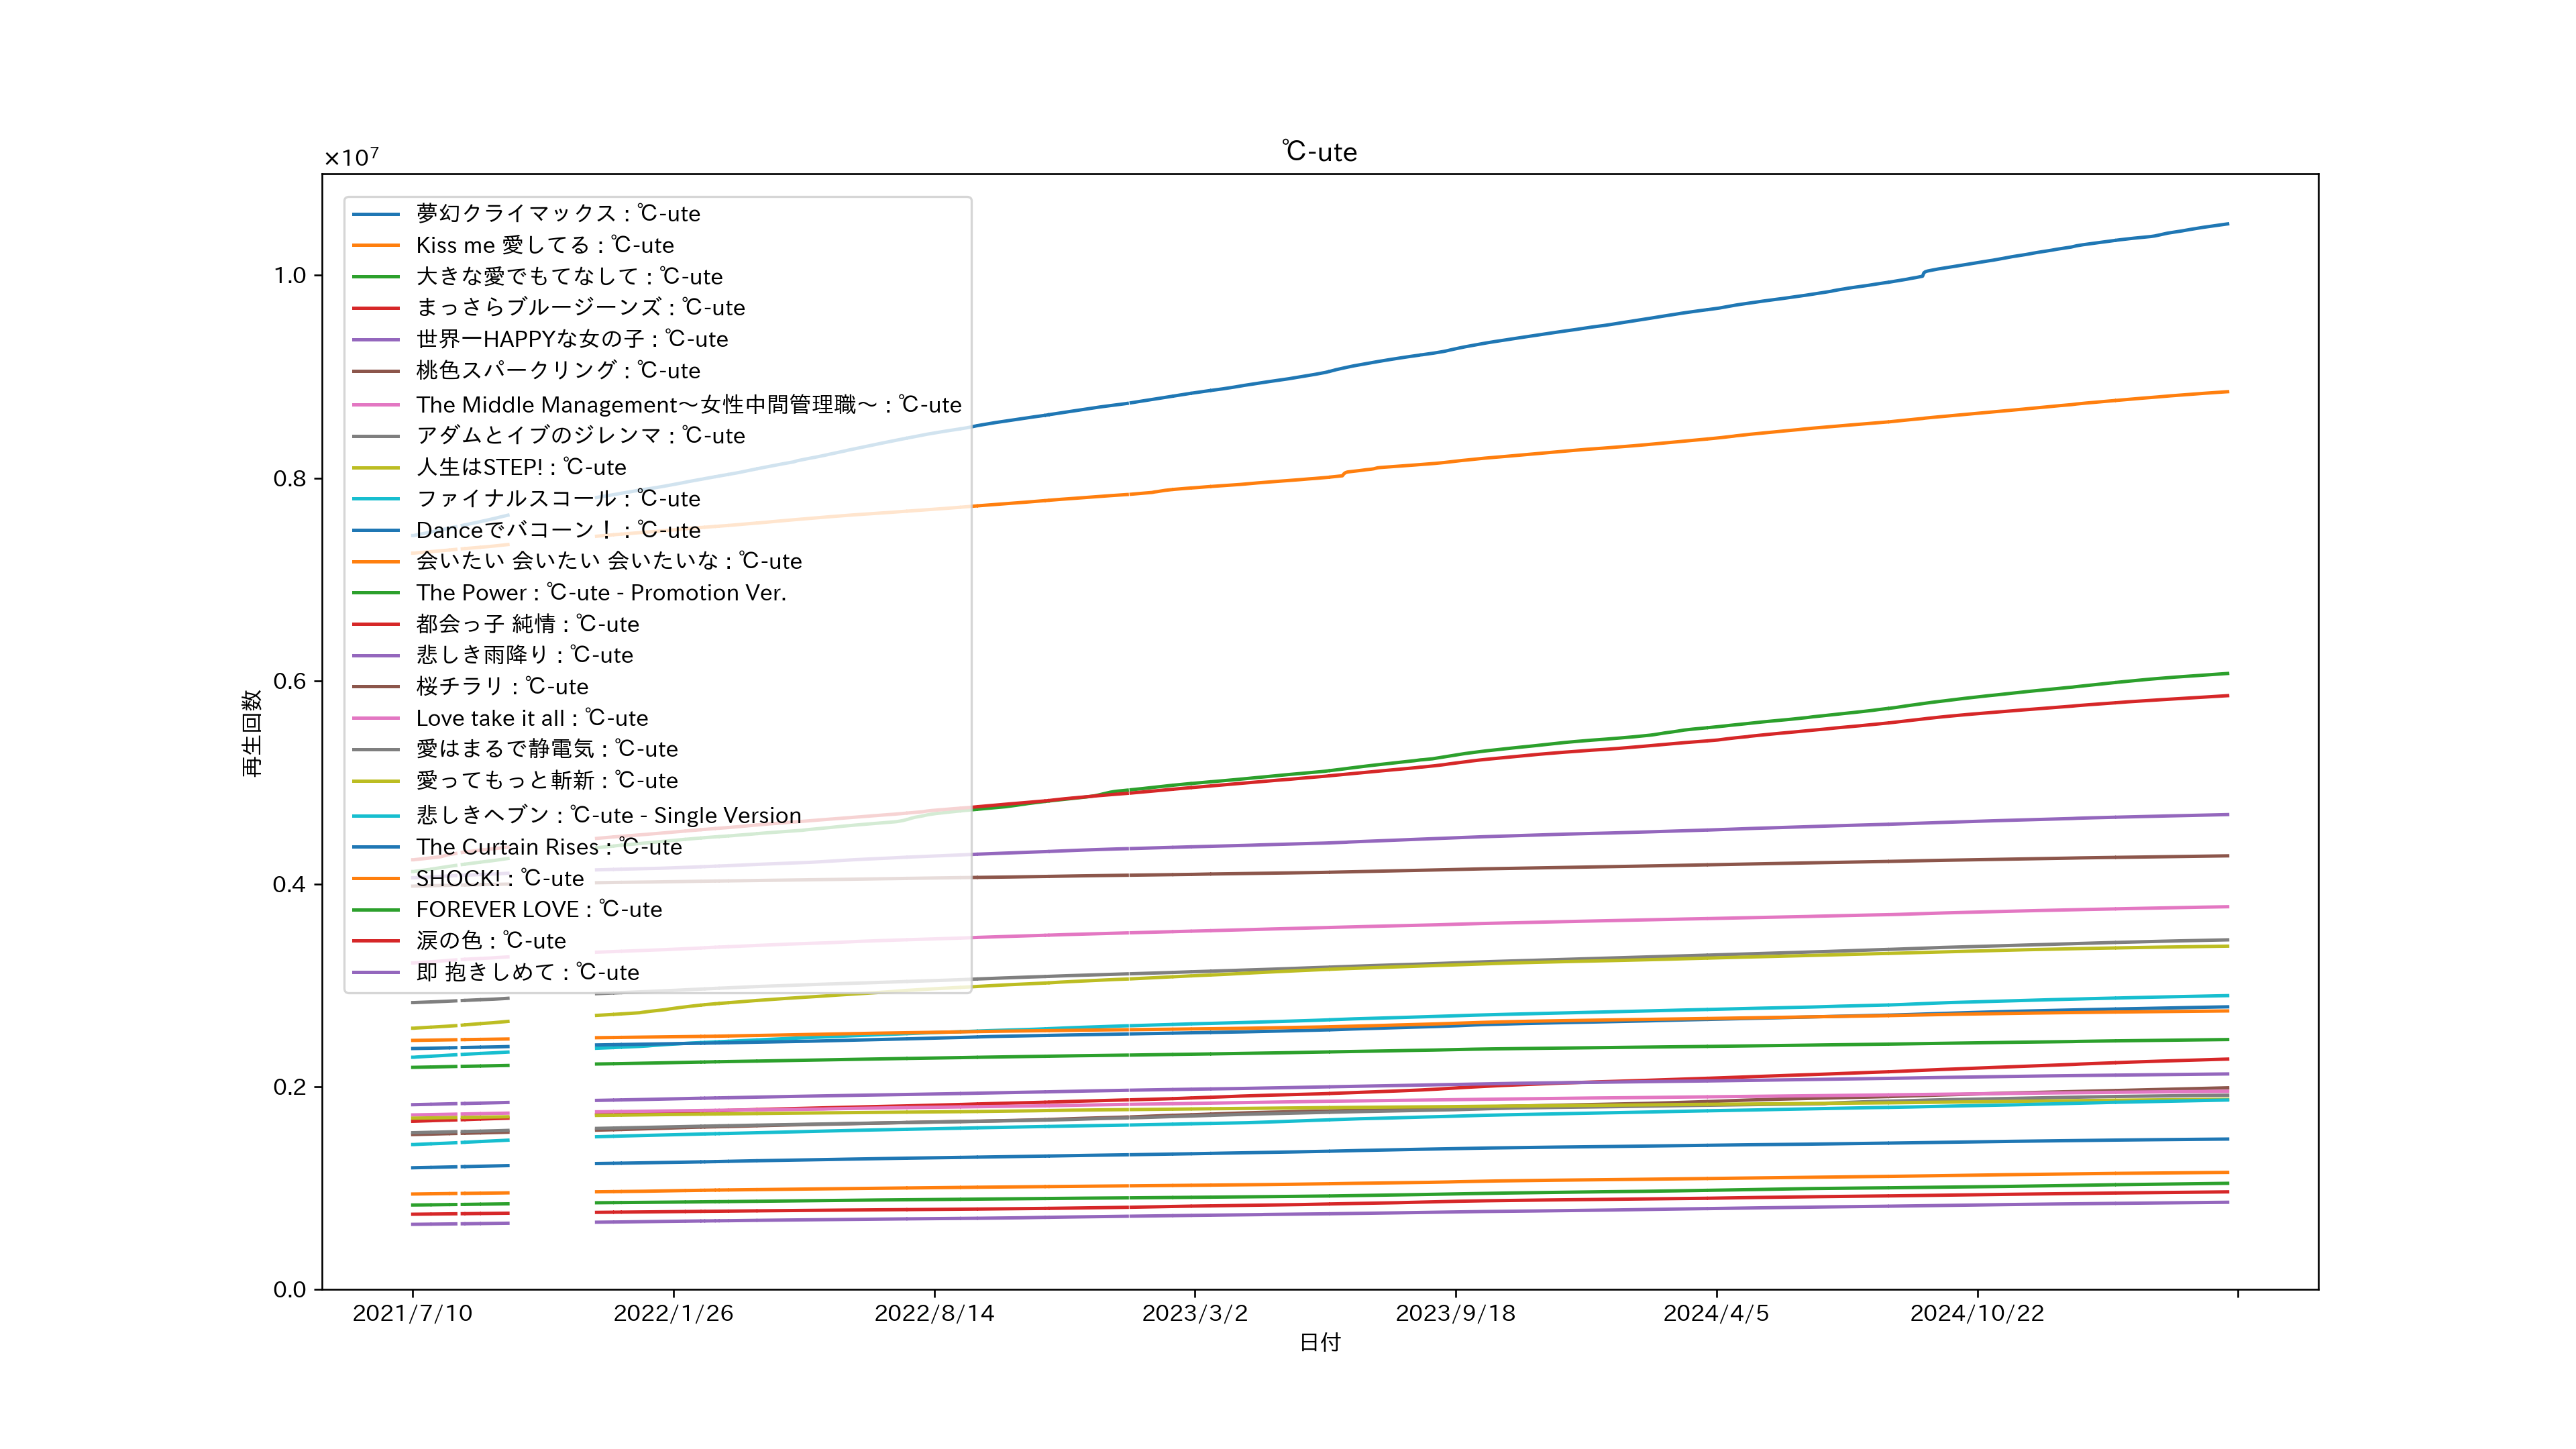 ℃-ute
×10⁷
1.0
0.8
0.6
0.4
0.2
0.0
再生回数
夢幻クライマックス : ℃-ute
Kiss me 愛してる : ℃-ute
大きな愛でもてなして : ℃-ute
まっさらブルージーンズ : ℃-ute
世界一HAPPYな女の子 : ℃-ute
桃色スパークリング : ℃-ute
The Middle Management～女性中間管理職～ : ℃-ute
アダムとイブのジレンマ : ℃-ute
人生はSTEP! : ℃-ute
ファイナルスコール : ℃-ute
Danceでバコーン！ : ℃-ute
会いたい 会いたい 会いたいな : ℃-ute
The Power : ℃-ute - Promotion Ver.
都会っ子 純情 : ℃-ute
悲しき雨降り : ℃-ute
桜チラリ : ℃-ute
Love take it all : ℃-ute
愛はまるで静電気 : ℃-ute
愛ってもっと斬新 : ℃-ute
悲しきヘブン : ℃-ute - Single Version
The Curtain Rises : ℃-ute
SHOCK! : ℃-ute
FOREVER LOVE : ℃-ute
涙の色 : ℃-ute
即 抱きしめて : ℃-ute
2021/7/10
2022/1/26
2022/8/14
2023/3/2
2023/9/18
2024/4/5
2024/10/22
日付